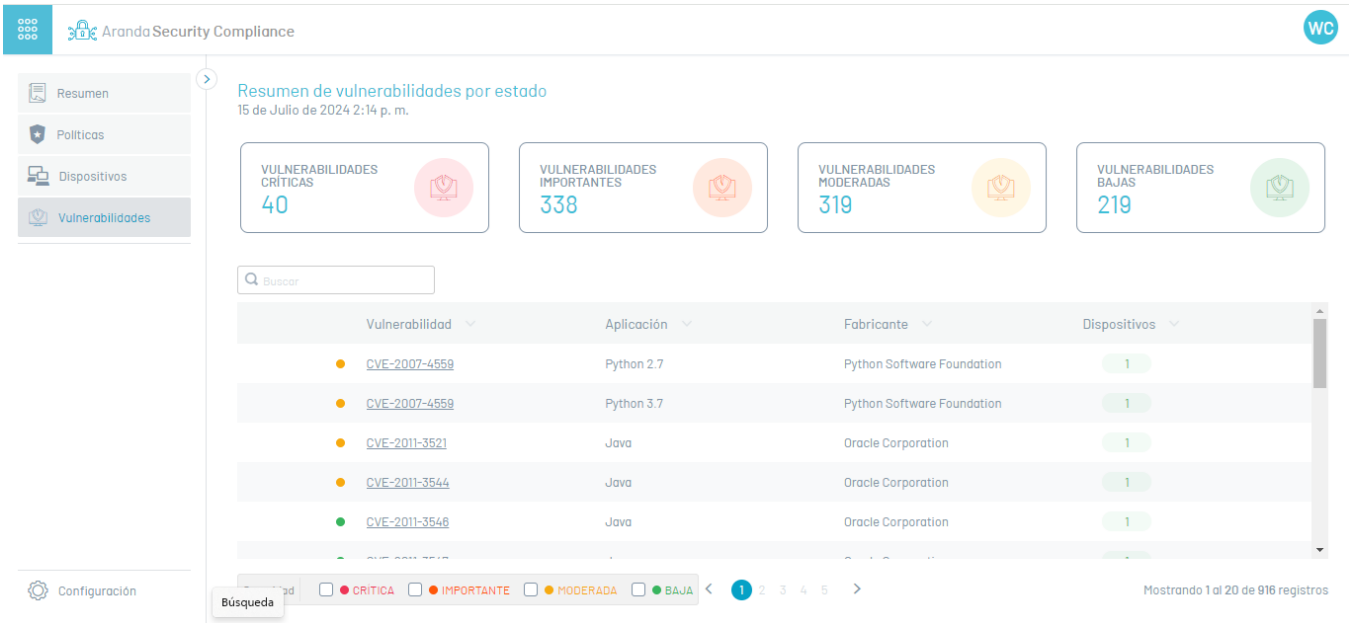 Aranda Security Compliance
WC
Resumen
Políticas
Dispositivos
Vulnerabilidades
Configuración
Resumen de vulnerabilidades por estado
15 de Julio de 2024 2:14 p. m.
VULNERABILIDADES
CRÍTICAS
40
VULNERABILIDADES
IMPORTANTES
338
VULNERABILIDADES
MODERADAS
319
VULNERABILIDADES
BAJAS
219
Buscar
Vulnerabilidad Aplicación Fabricante Dispositivos
CVE-2007-4559 Python 2.7 Python Software Foundation 1
CVE-2007-4559 Python 3.7 Python Software Foundation 1
CVE-2011-3521 Java Oracle Corporation 1
CVE-2011-3544 Java Oracle Corporation 1
CVE-2011-3546 Java Oracle Corporation 1
CRÍTICA IMPORTANTE MODERADA BAJA 1 2 3 4 5 Mostrando 1 al 20 de 916 registros
Búsqueda